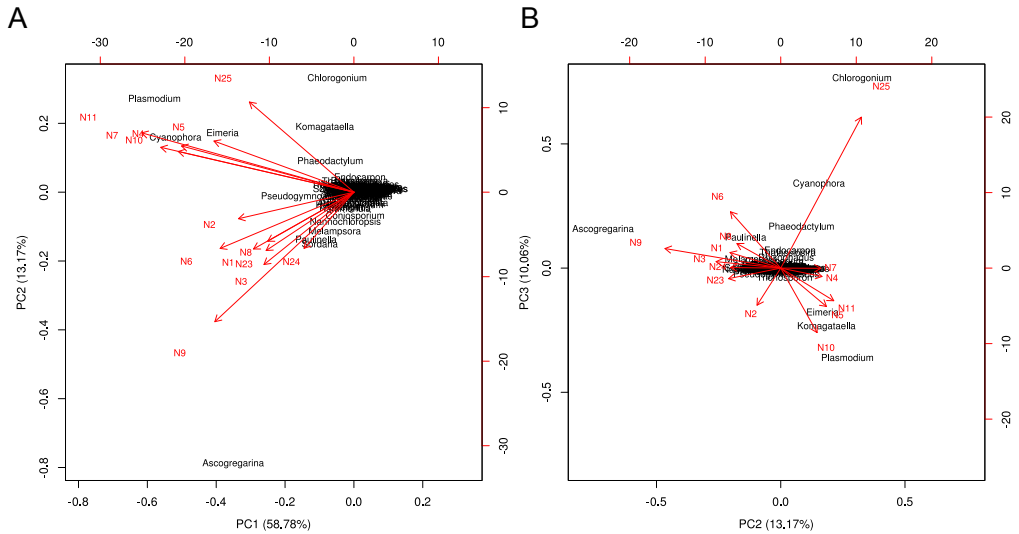 A
B
-30 -20 -10 0 10
-20 -10 0 10 20
N25
Chlorogonium
Plasmodium
N11
N5
N7
N4
N10
Cyanophora
Eimeria
Komagataella
Phaeodactylum
Endocarpon
Pseudogymno
Coniosporium
Nannochloropsis
Melampsora
Paulinella
Sordaria
N2
N6
N1
N8
N23
N24
N3
N9
Ascogregarina
0.2
0.0
-0.2
-0.4
-0.6
-0.8
PC2 (13.17%)
10
0
-10
-20
-30
-0.8 -0.6 -0.4 -0.2 0.0 0.2
PC1 (58.78%)
Chlorogonium
N25
Cyanophora
N6
Phaeodactylum
Ascogregarina
N9
Paulinella
N1
Endocarpon
N3
N7
N4
N23
Trichosporon
N2
N11
Eimeria
N5
Komagataella
N10
Plasmodium
0.5
0.0
-0.5
PC3 (10.06%)
20
10
0
-10
-20
-0.5 0.0 0.5
PC2 (13.17%)